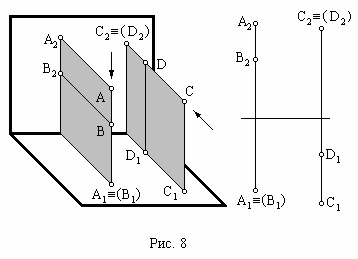 A₂
C₂≡(D₂)
B₂
D
A
C
B
D₁
A₁≡(B₁)
C₁
A₂
C₂≡(D₂)
B₂
D₁
A₁≡(B₁)
C₁
Рис. 8